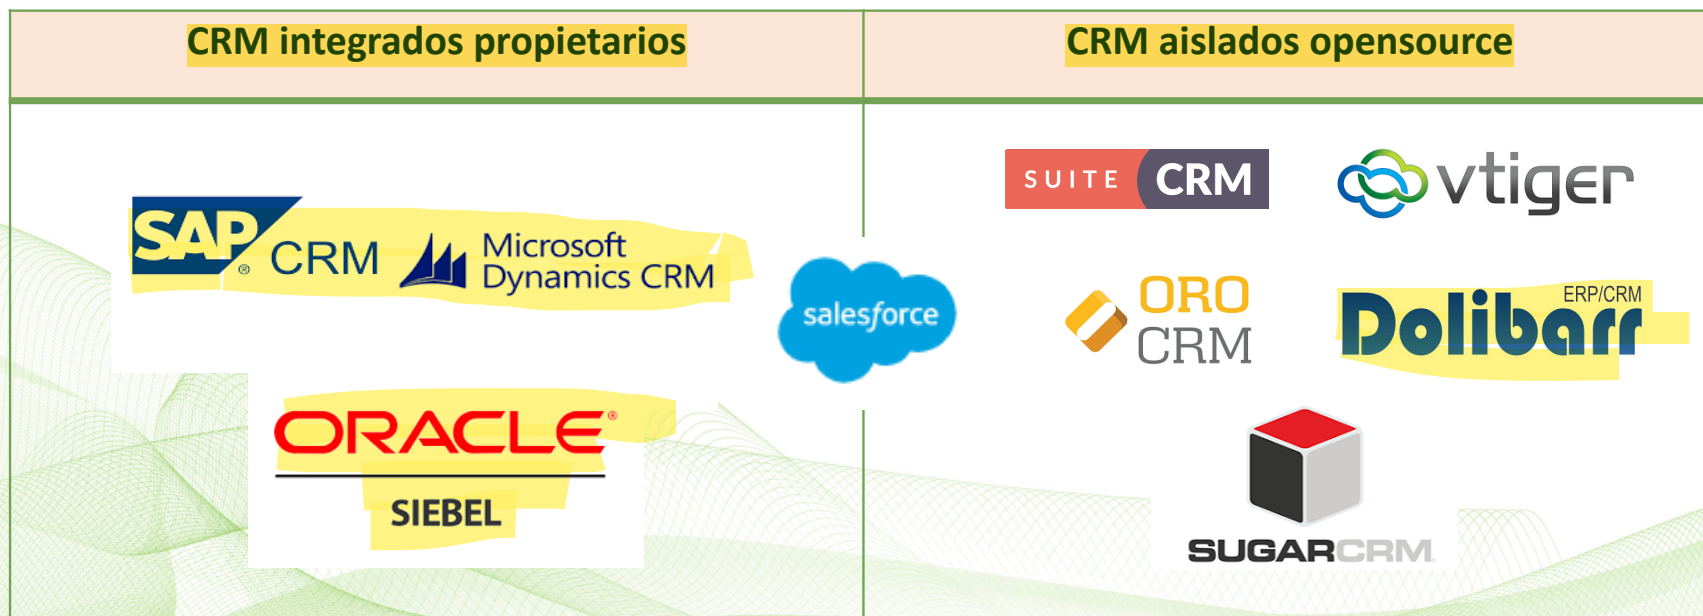 CRM integrados propietarios
CRM aislados opensource
SAP® CRM
Microsoft
Dynamics CRM
ORACLE®
SIEBEL
salesforce
SUITE CRM
vtiger
ORO
CRM
ERP/CRM
Dolibarr
SUGARCRM